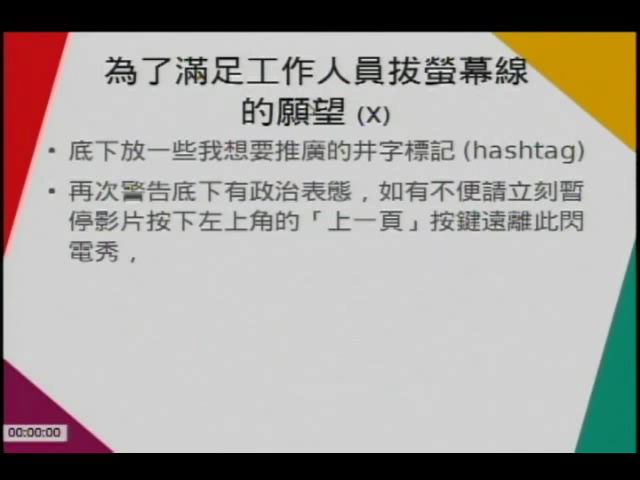 為了滿足工作人員拔螢幕線
的願望 (X)
• 底下放一些我想要推廣的井字標記 (hashtag)
• 再次警告底下有政治表態，如有不便請立刻暫
停影片按下左上角的「上一頁」按鍵遠離此閃
電秀，
00:00:00